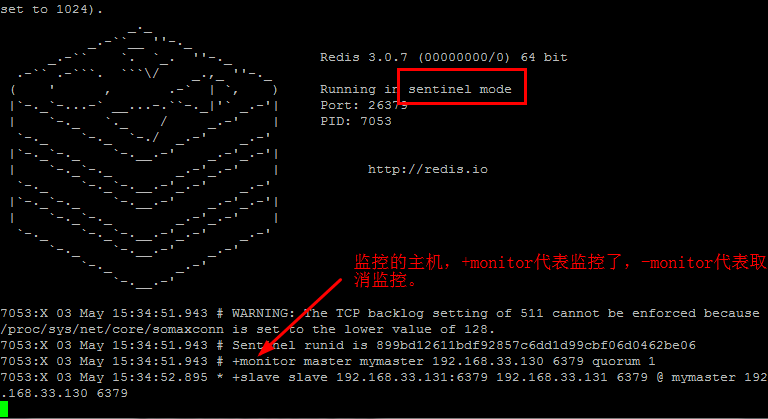 set to 1024).
Redis 3.0.7 (00000000/0) 64 bit
Running in sentinel mode
Port: 26379
PID: 7053
http://redis.io
监控的主机，+monitor代表监控了，-monitor代表取
消监控。
7053:X 03 May 15:34:51.943 # WARNING: The TCP backlog setting of 511 cannot be enforced because
/proc/sys/net/core/somaxconn is set to the lower value of 128.
7053:X 03 May 15:34:51.943 # Sentinel runid is 899bd12611bdf92857c6dd1d99cbf06d0462be06
7053:X 03 May 15:34:51.943 # +monitor master mymaster 192.168.33.130 6379 quorum 1
7053:X 03 May 15:34:52.895 * +slave slave 192.168.33.131:6379 192.168.33.131 6379 @ mymaster 192
.168.33.130 6379